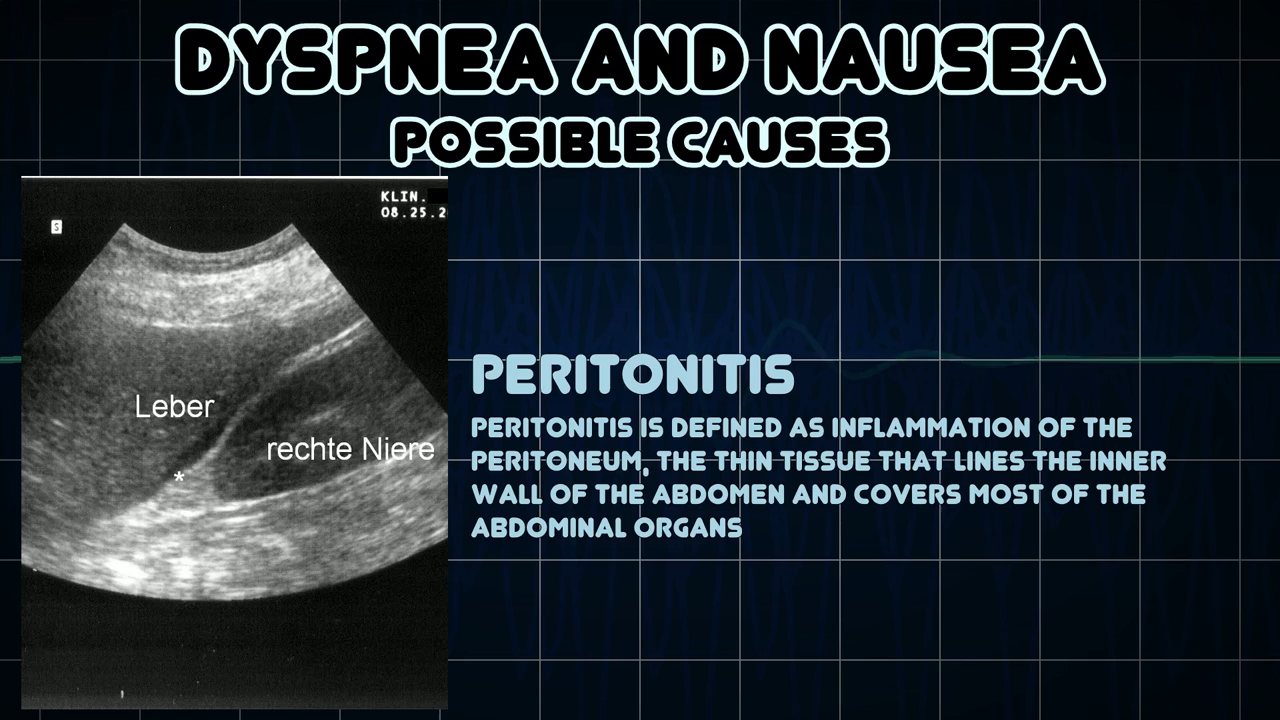 DYSPNEA AND NAUSEA
POSSIBLE CAUSES
KLIN.
08.25.2
S
Leber
rechte Niere
*
PERITONITIS
PERITONITIS IS DEFINED AS INFLAMMATION OF THE
PERITONEUM, THE THIN TISSUE THAT LINES THE INNER
WALL OF THE ABDOMEN AND COVERS MOST OF THE
ABDOMINAL ORGANS